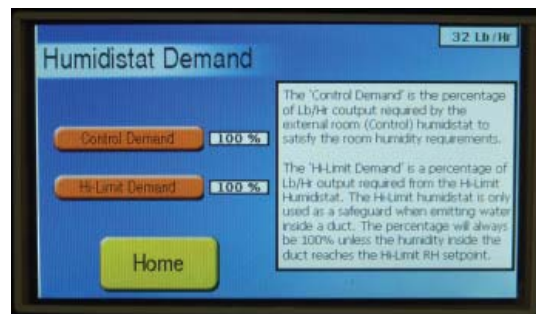 32 Lb/Hr
Humidistat Demand
Control Demand 100 %
Hi-Limit Demand 100 %
Home
The 'Control Demand' is the percentage
of Lb/Hr coutput required by the
external room (Control) humidistat to
satisfy the room humidity requirements.
The 'Hi-Limit Demand' is a percentage of
Lb/Hr output required from the Hi-Limit
Humidistat. The Hi-Limit humidistat is only
used as a safeguard when emitting water
inside a duct. The percentage will always
be 100% unless the humidity inside the
duct reaches the Hi-Limit RH setpoint.